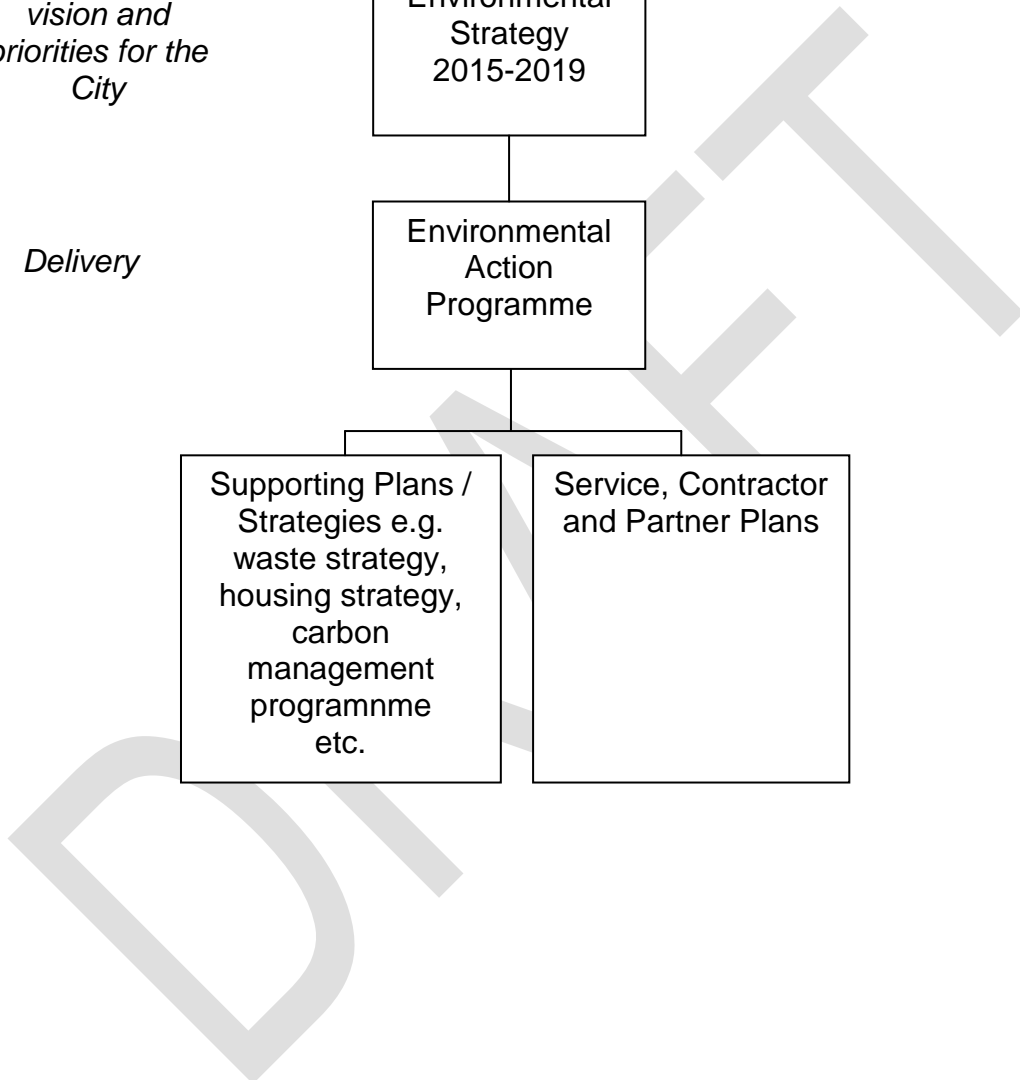 vision and
priorities for the
City
Environmental
Strategy
2015-2019
Delivery
Environmental
Action
Programme
Supporting Plans /
Strategies e.g.
waste strategy,
housing strategy,
carbon
management
programnme
etc.
Service, Contractor
and Partner Plans
DRAFT